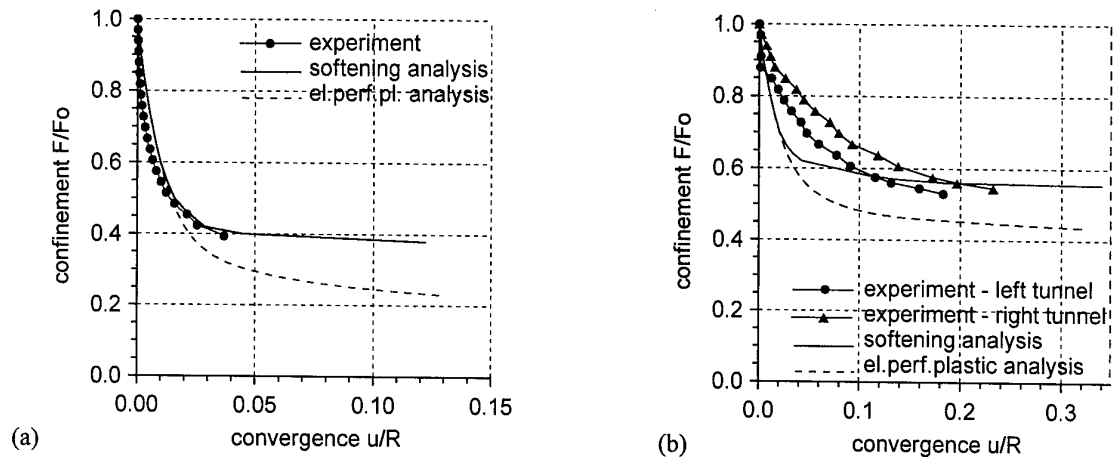 confinement F/Fo
1.0
0.8
0.6
0.4
0.2
0.0
experiment
softening analysis
el.perf.pl. analysis
0.00 0.05 0.10 0.15
convergence u/R
(a)
confinement F/Fo
1.0
0.8
0.6
0.4
0.2
0.0
experiment - left tunnel
experiment - right tunnel
softening analysis
el.perf.plastic analysis
0.0 0.1 0.2 0.3
convergence u/R
(b)